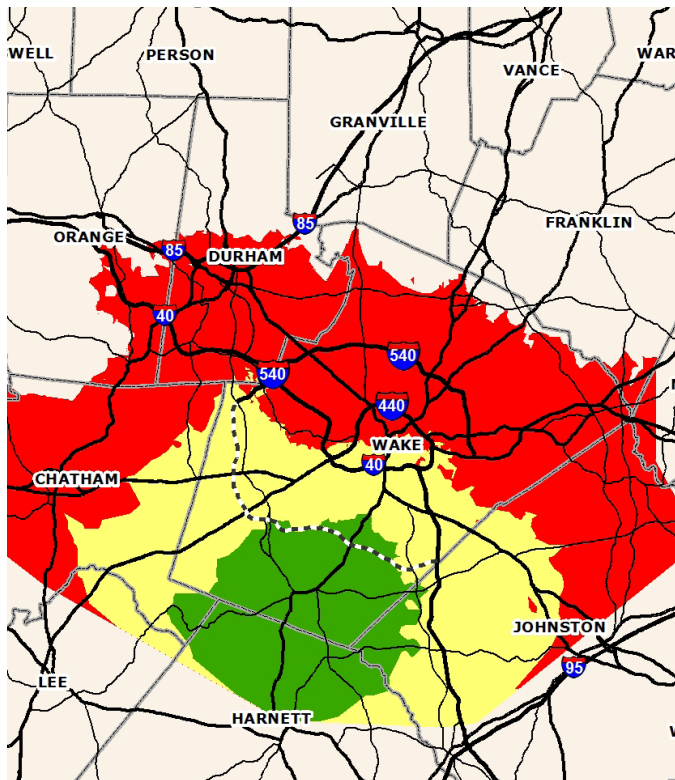 WELL
PERSON
WAR
VANCE
GRANVILLE
85
FRANKLIN
ORANGE
85
DURHAM
40
540
540
440
WAKE
40
CHATHAM
JOHNSTON
95
LEE
HARNETT